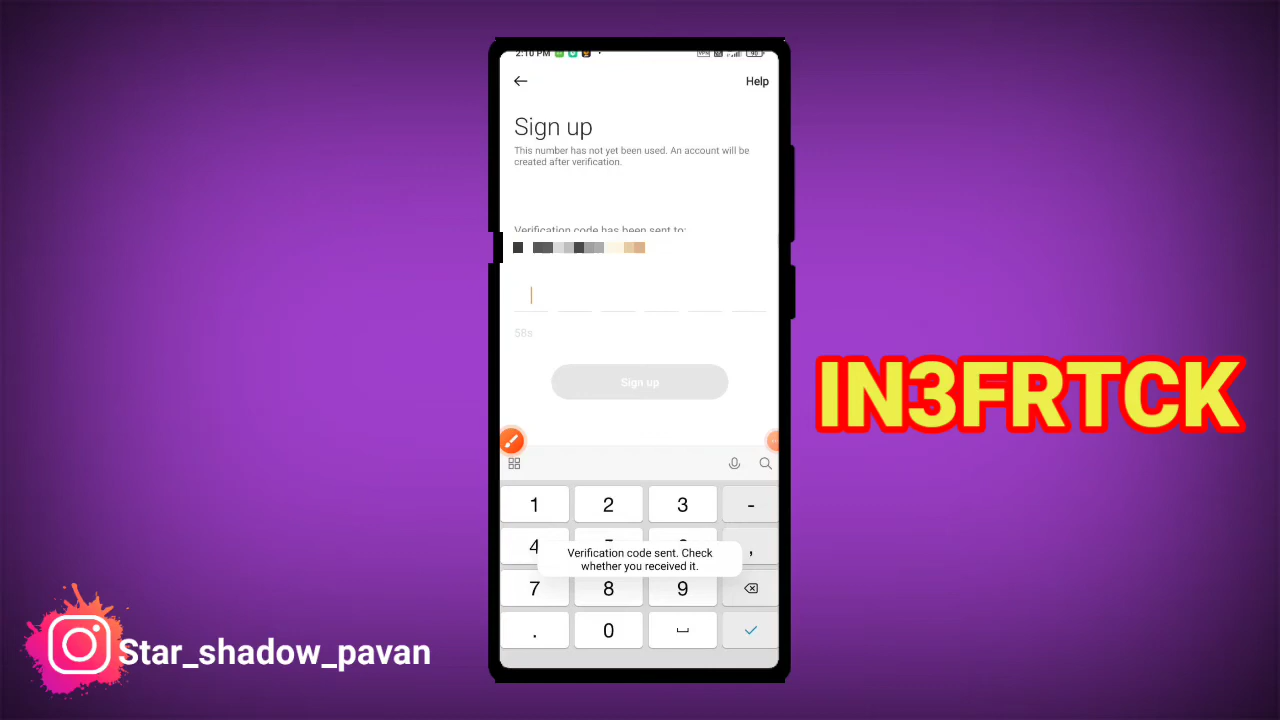 2:10 PM
Help
Sign up
This number has not yet been used. An account will be
created after verification.
Verification code has been sent to:
58s
Sign up
IN3FRTCK
1 2 3 -
4 ,
Verification code sent. Check
whether you received it.
7 8 9
. 0
Star_shadow_pavan